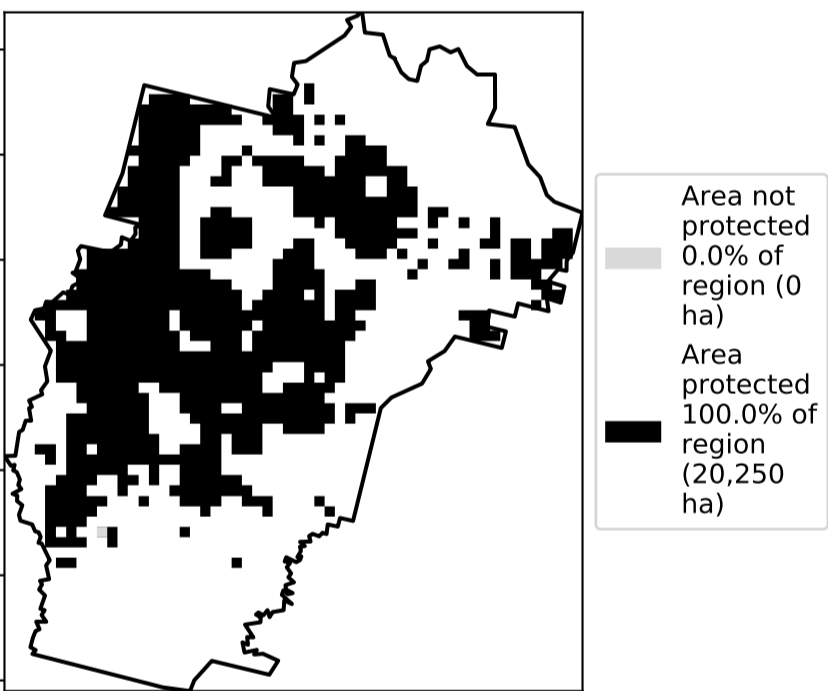 Area not
protected
0.0% of
region (0
ha)
Area
protected
100.0% of
region
(20,250
ha)